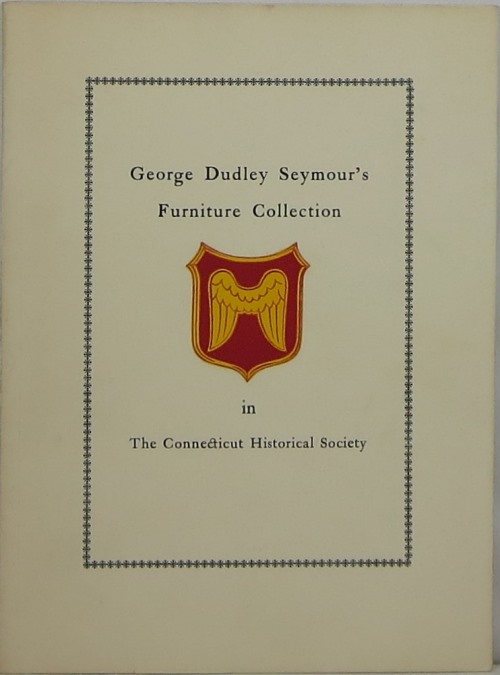 George Dudley Seymour's
Furniture Collection
in
The Connecticut Historical Society